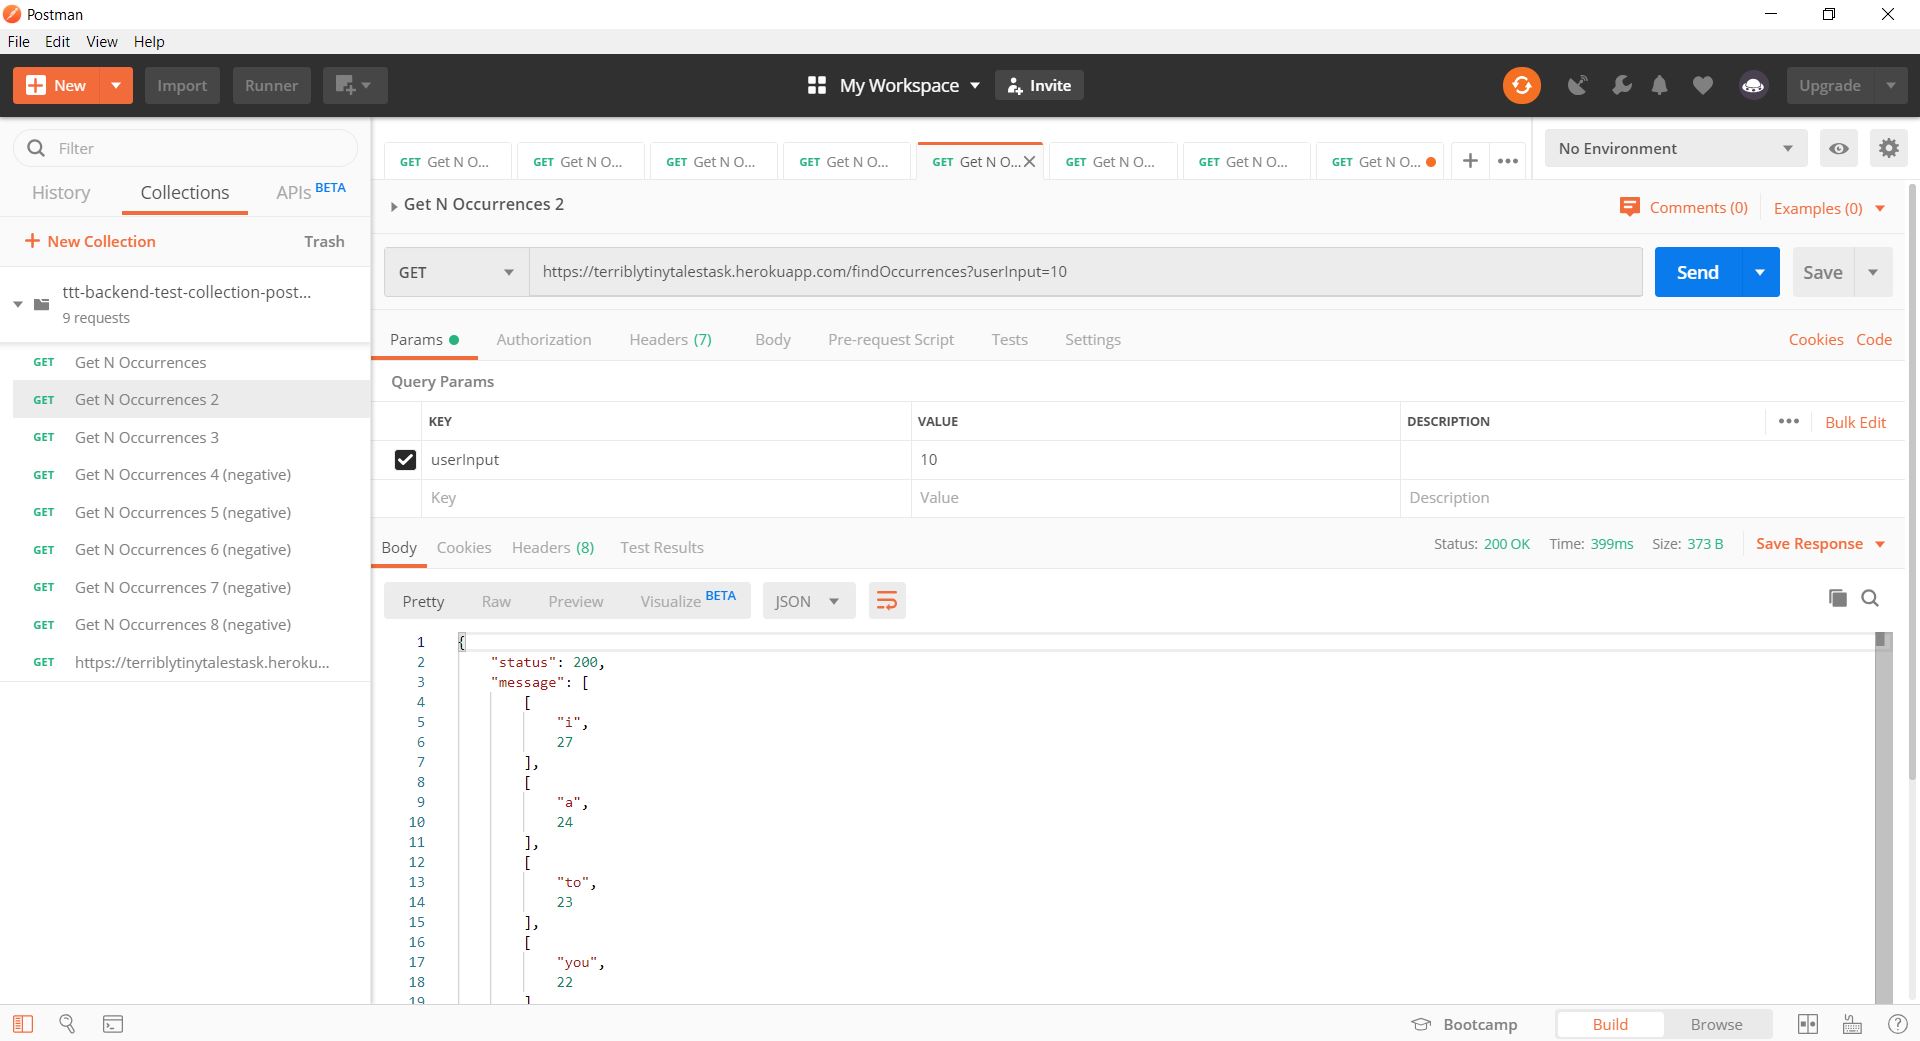 Postman
File Edit View Help
New Import Runner My Workspace Invite Upgrade
Filter
History Collections APIs BETA
New Collection Trash
ttt-backend-test-collection-post...
9 requests
GET Get N Occurrences
GET Get N Occurrences 2
GET Get N Occurrences 3
GET Get N Occurrences 4 (negative)
GET Get N Occurrences 5 (negative)
GET Get N Occurrences 6 (negative)
GET Get N Occurrences 7 (negative)
GET Get N Occurrences 8 (negative)
GET https://terriblytinytalestask.heroku...
GET Get N O... GET Get N O... GET Get N O... GET Get N O... GET Get N O... GET Get N O... GET Get N O... GET Get N O...
No Environment
Get N Occurrences 2
Comments (0) Examples (0)
GET https://terriblytinytalestask.herokuapp.com/findOccurrences?userInput=10 Send Save
Params Authorization Headers (7) Body Pre-request Script Tests Settings Cookies Code
Query Params
KEY VALUE DESCRIPTION Bulk Edit
userInput 10
Key Value Description
Body Cookies Headers (8) Test Results Status: 200 OK Time: 399ms Size: 373 B Save Response
Pretty Raw Preview Visualize BETA JSON
1 {
2 "status": 200,
3 "message": [
4 [
5 "i",
6 27
7 ],
8 [
9 "a",
10 24
11 ],
12 [
13 "to",
14 23
15 ],
16 [
17 "you",
18 22
19 ]
Bootcamp Build Browse